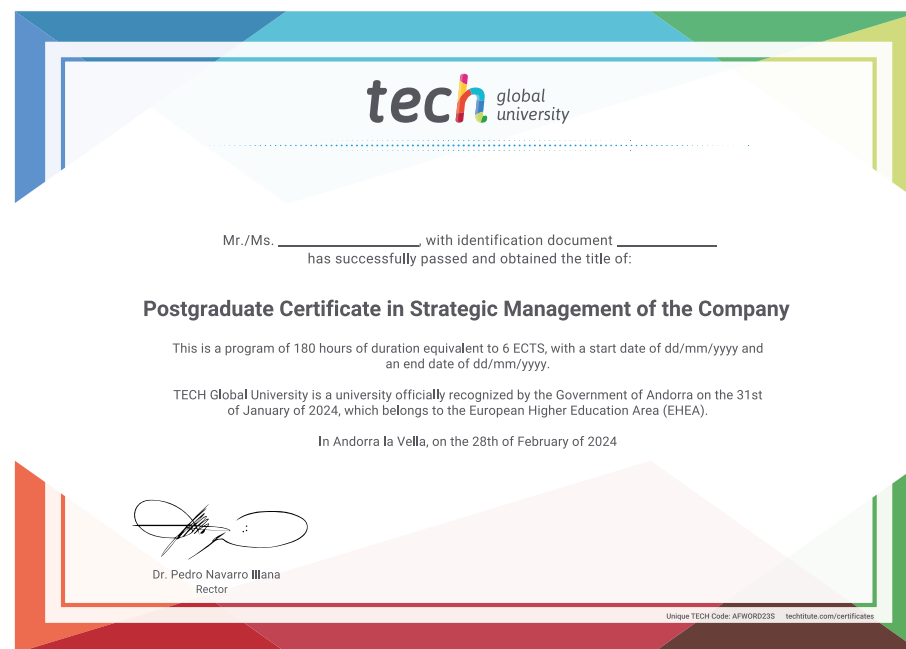 tech global university
Mr./Ms. ____________________, with identification document ______________
has successfully passed and obtained the title of:
Postgraduate Certificate in Strategic Management of the Company
This is a program of 180 hours of duration equivalent to 6 ECTS, with a start date of dd/mm/yyyy and
an end date of dd/mm/yyyy.
TECH Global University is a university officially recognized by the Government of Andorra on the 31st
of January of 2024, which belongs to the European Higher Education Area (EHEA).
In Andorra la Vella, on the 28th of February of 2024
Dr. Pedro Navarro Illana
Rector
Unique TECH Code: AFWORD23S techtitute.com/certificates